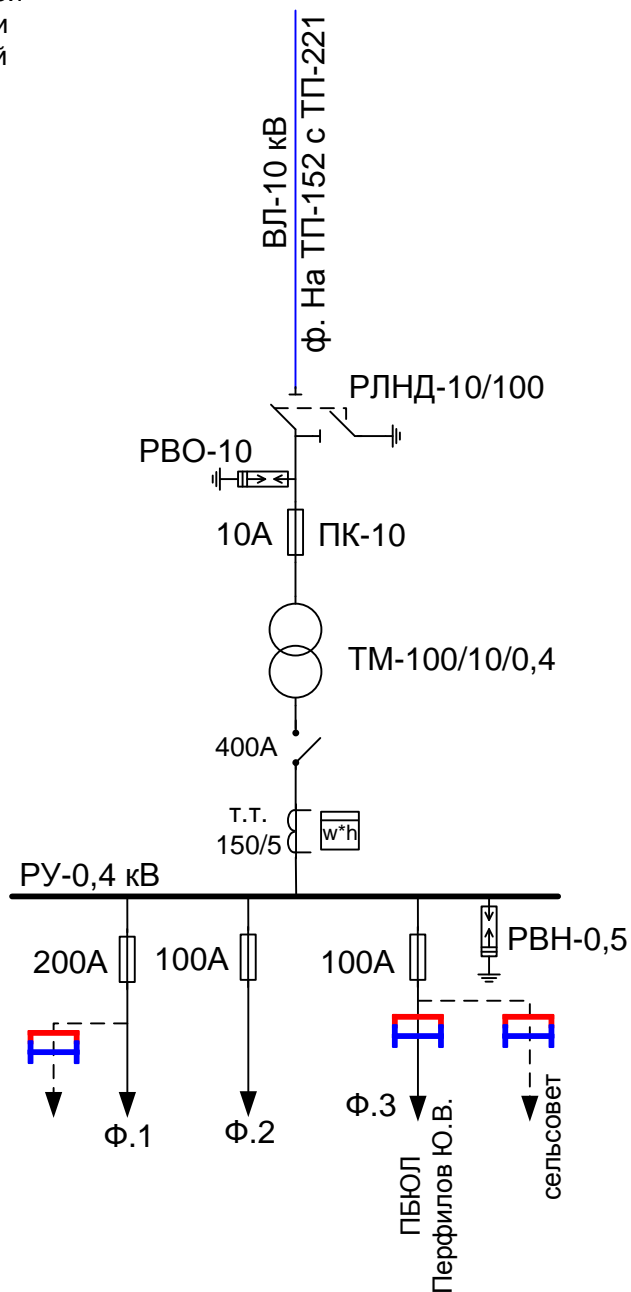 ВЛ-10 кВ
ф. На ТП-152 с ТП-221
РЛНД-10/100
РВО-10
10А
ПК-10
ТМ-100/10/0,4
400А
т.т.
150/5
w*h
РУ-0,4 кВ
200А
100А
100А
РВН-0,5
Ф.1
Ф.2
Ф.3
ПБЮЛ
Перфилов Ю.В.
сельсовет